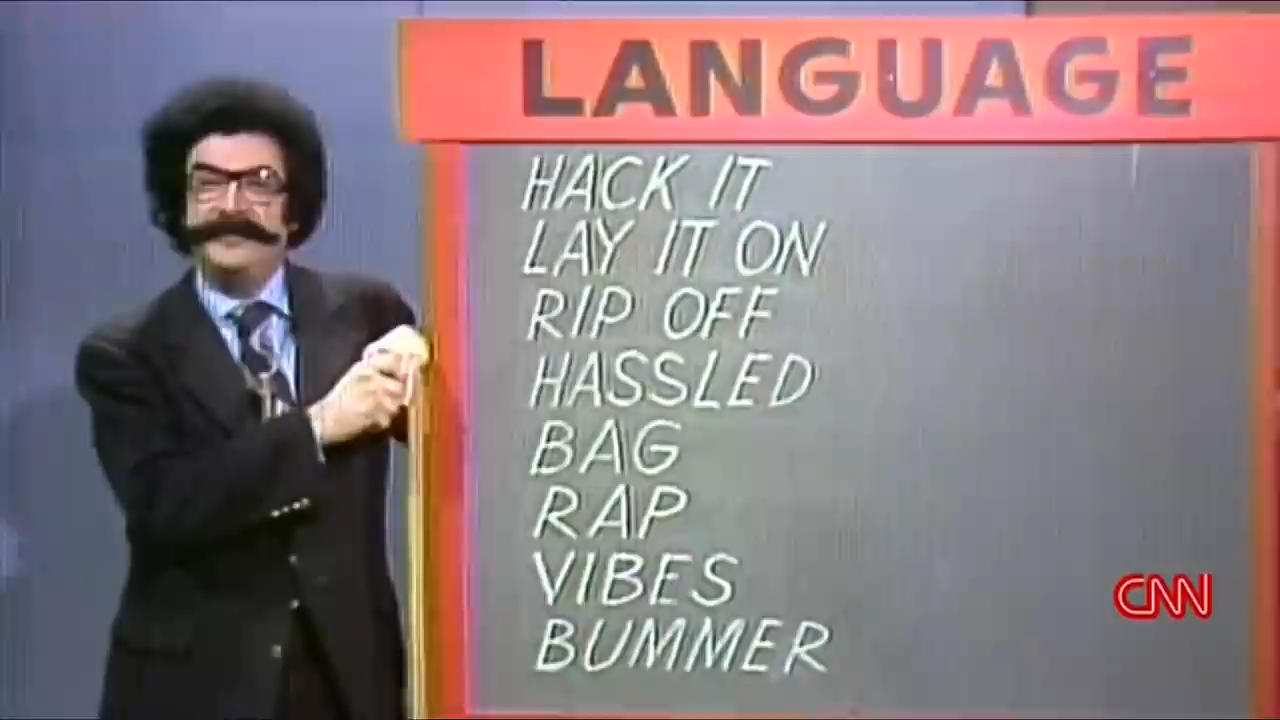 LANGUAGE
HACK IT
LAY IT ON
RIP OFF
HASSLED
BAG
RAP
VIBES
BUMMER
CNN